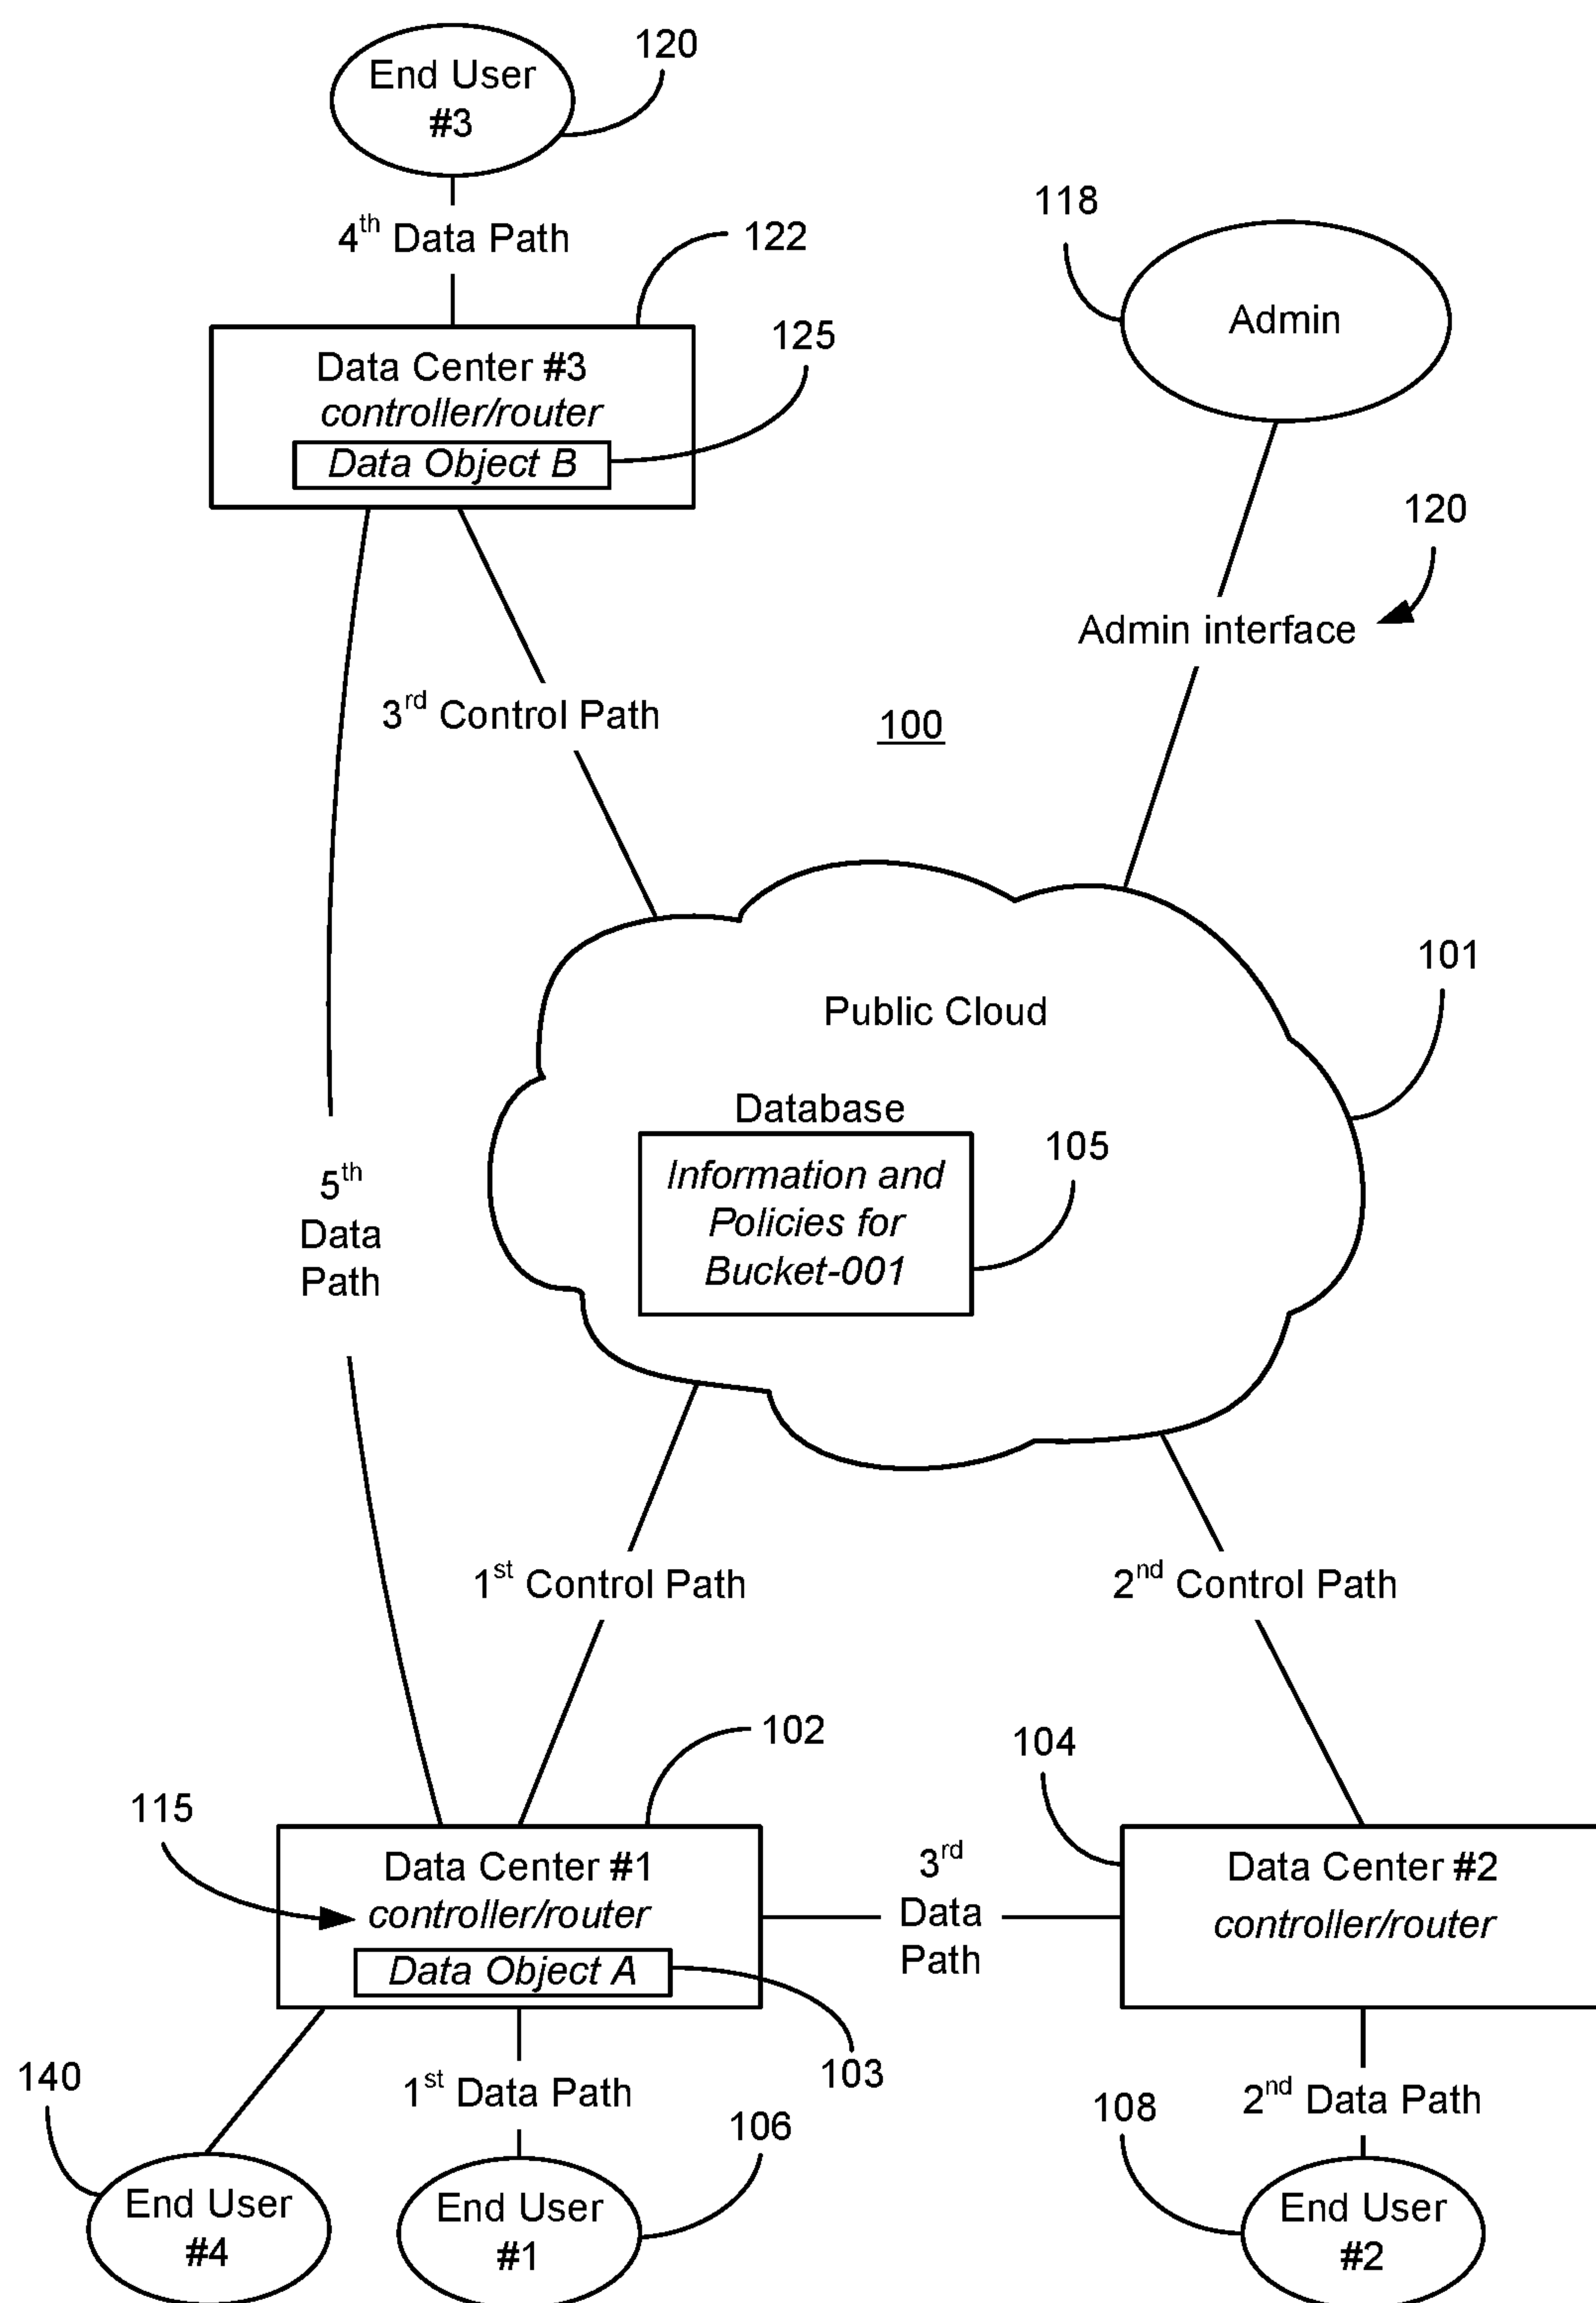 120
End User
#3
118
4th Data Path
122
Admin
125
Data Center #3
controller/router
Data Object B
120
Admin interface
3rd Control Path
100
101
Public Cloud
Database
105
Information and
Policies for
Bucket-001
5th
Data
Path
1st Control Path
2nd Control Path
102
104
115
Data Center #1
controller/router
Data Object A
3rd
Data
Path
Data Center #2
controller/router
103
140
1st Data Path
106
108
2nd Data Path
End User
#4
End User
#1
End User
#2